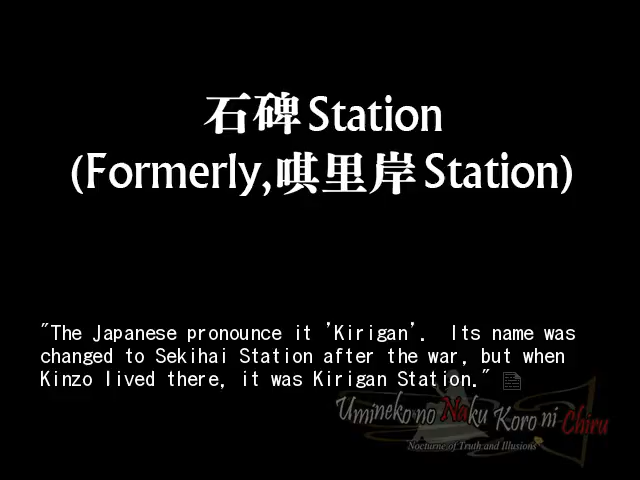 石碑Station
(Formerly,唭里岸Station)
"The Japanese pronounce it 'Kirigan'.  Its name was
changed to Sekihai Station after the war, but when
Kinzo lived there, it was Kirigan Station."
Umineko no Naku Koro ni Chiru
Nocturne of Truth and Illusions